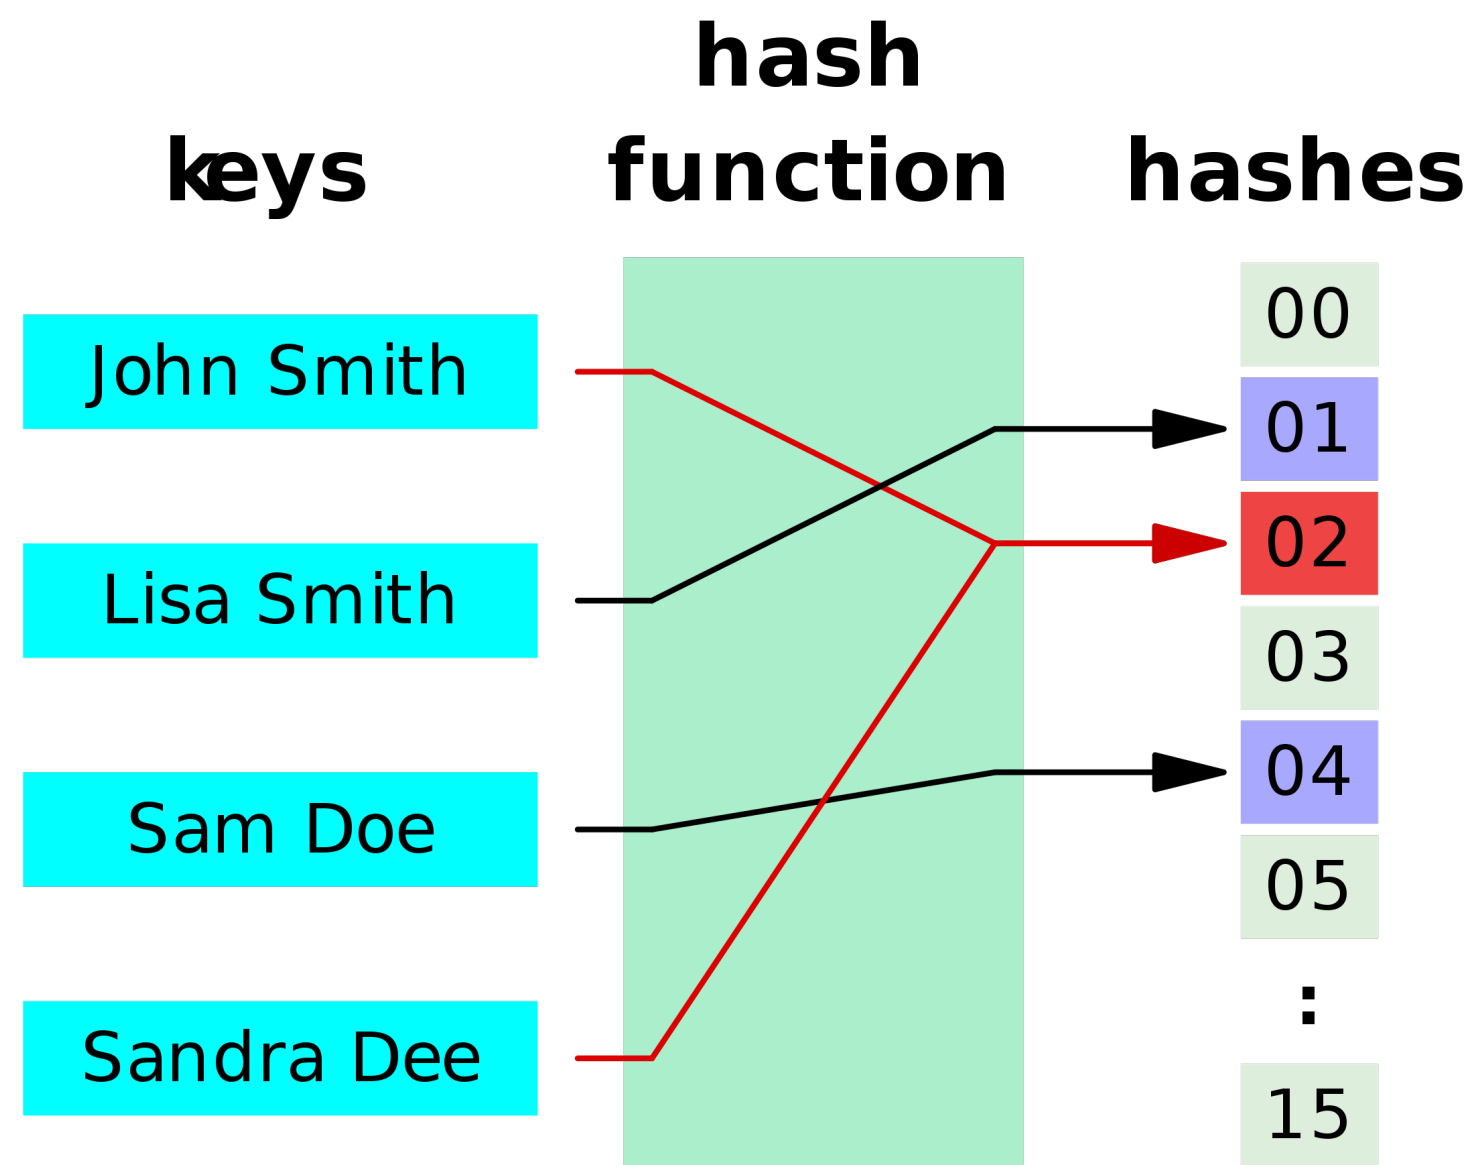 hash
function
keys
hashes
John Smith
Lisa Smith
Sam Doe
Sandra Dee
00
01
02
03
04
05
:
15